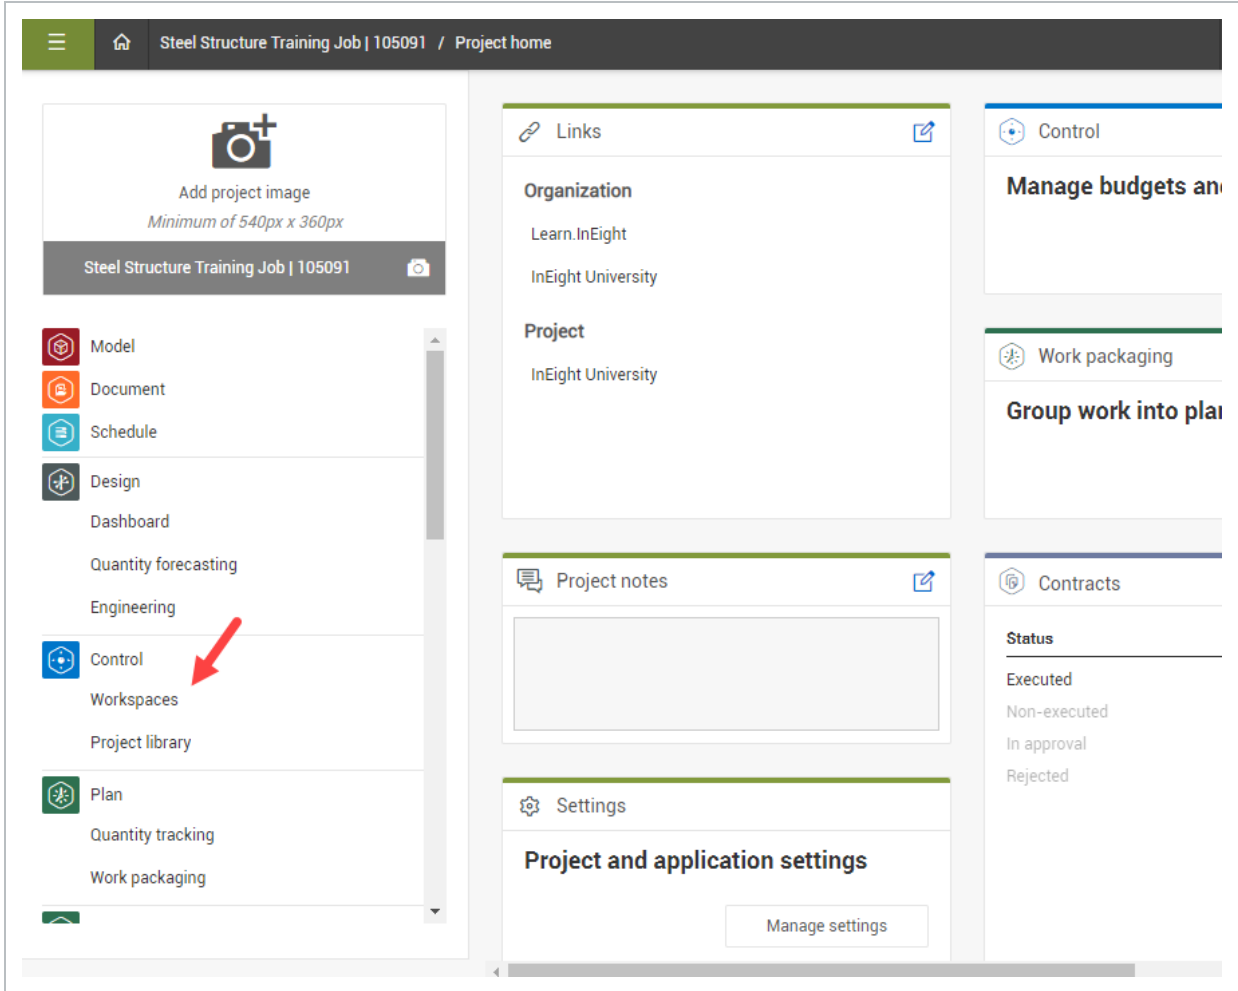 Steel Structure Training Job | 105091 / Project home
Add project image
Minimum of 540px x 360px
Steel Structure Training Job | 105091
Model
Document
Schedule
Design
Dashboard
Quantity forecasting
Engineering
Control
Workspaces
Project library
Plan
Quantity tracking
Work packaging
Links
Organization
Learn.InEight
InEight University
Project
InEight University
Project notes
Settings
Project and application settings
Manage settings
Control
Manage budgets an
Work packaging
Group work into pla
Contracts
Status
Executed
Non-executed
In approval
Rejected